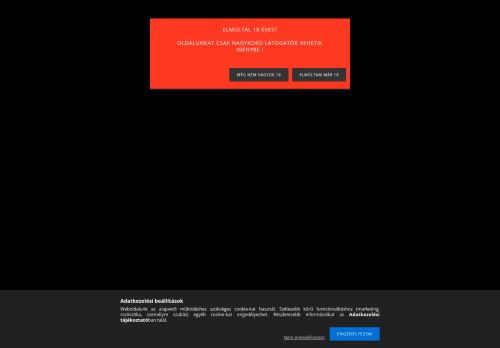 ELMÚLTÁL 18 ÉVES?
OLDALUNKAT CSAK NAGYKORÚ LÁTOGATÓK VEHETIK
IGÉNYBE !
MÉG NEM VAGYOK 18
ELMÚLTAM MÁR 18
Adatkezelési beállítások
Weboldalunk az alapvető működéshez szükséges cookie-kat használ. Szélesebb körű funkcionalitáshoz (marketing,
statisztika, személyre szabás) egyéb cookie-kat engedélyezhet. Részletesebb információkat az Adatkezelési
tájékoztatóban talál.
Nem engedélyezem
ENGEDÉLYEZEM